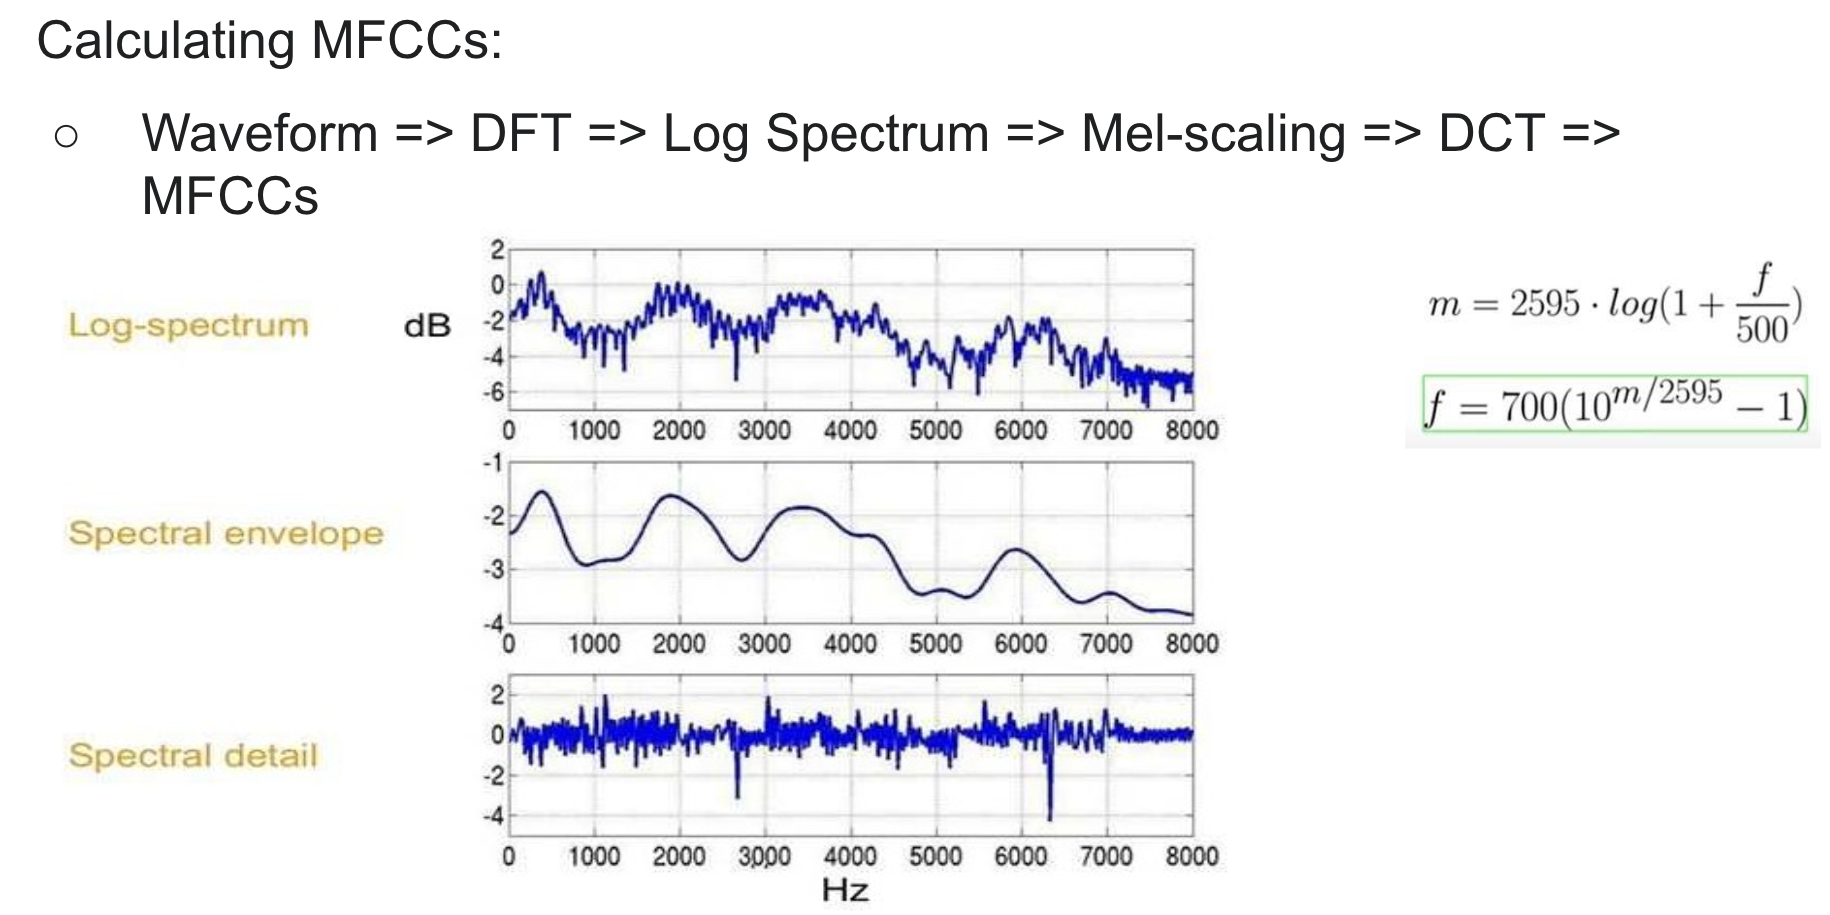 Calculating MFCCs:
○ Waveform => DFT => Log Spectrum => Mel-scaling => DCT =>
MFCCs
Log-spectrum
dB
2
0
-2
-4
-6
0 1000 2000 3000 4000 5000 6000 7000 8000
m = 2595 · log(1 + f/500)
f = 700(10^{m/2595} − 1)
Spectral envelope
-1
-2
-3
-4
0 1000 2000 3000 4000 5000 6000 7000 8000
Spectral detail
2
0
-2
-4
0 1000 2000 3000 4000 5000 6000 7000 8000
Hz